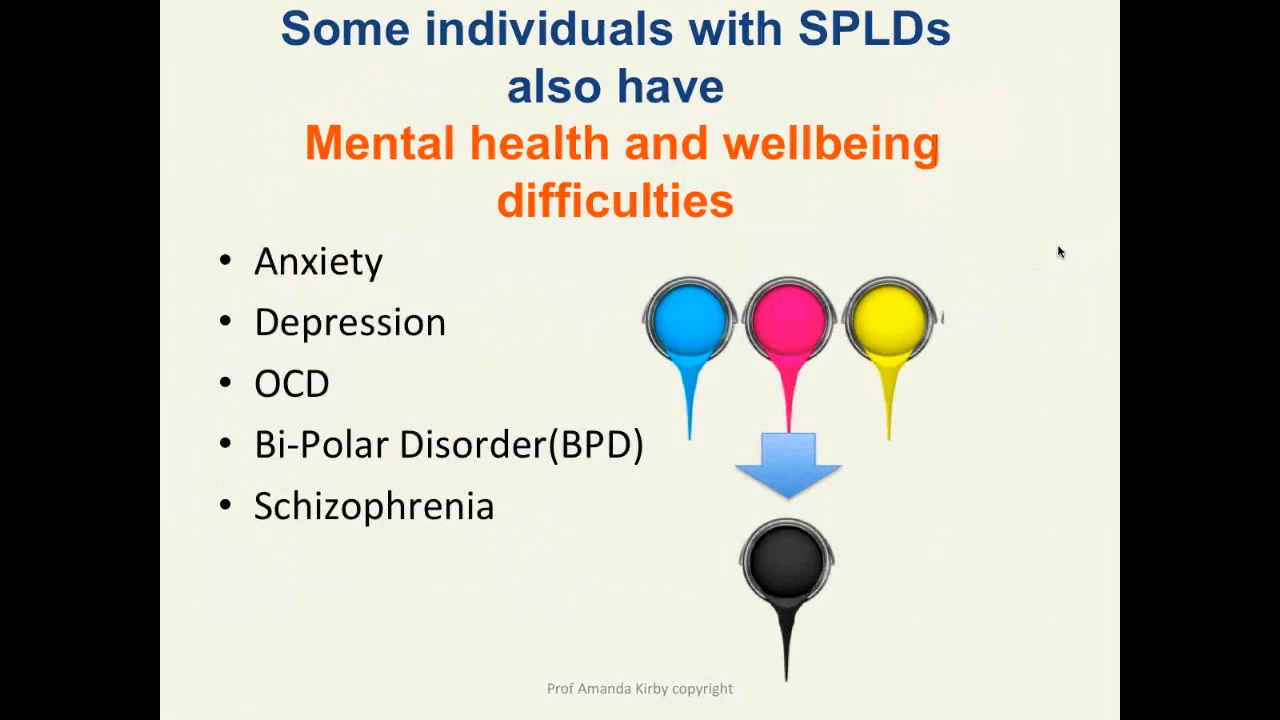 Some individuals with SPLDs
also have
Mental health and wellbeing
difficulties
• Anxiety
• Depression
• OCD
• Bi-Polar Disorder(BPD)
• Schizophrenia
Prof Amanda Kirby copyright